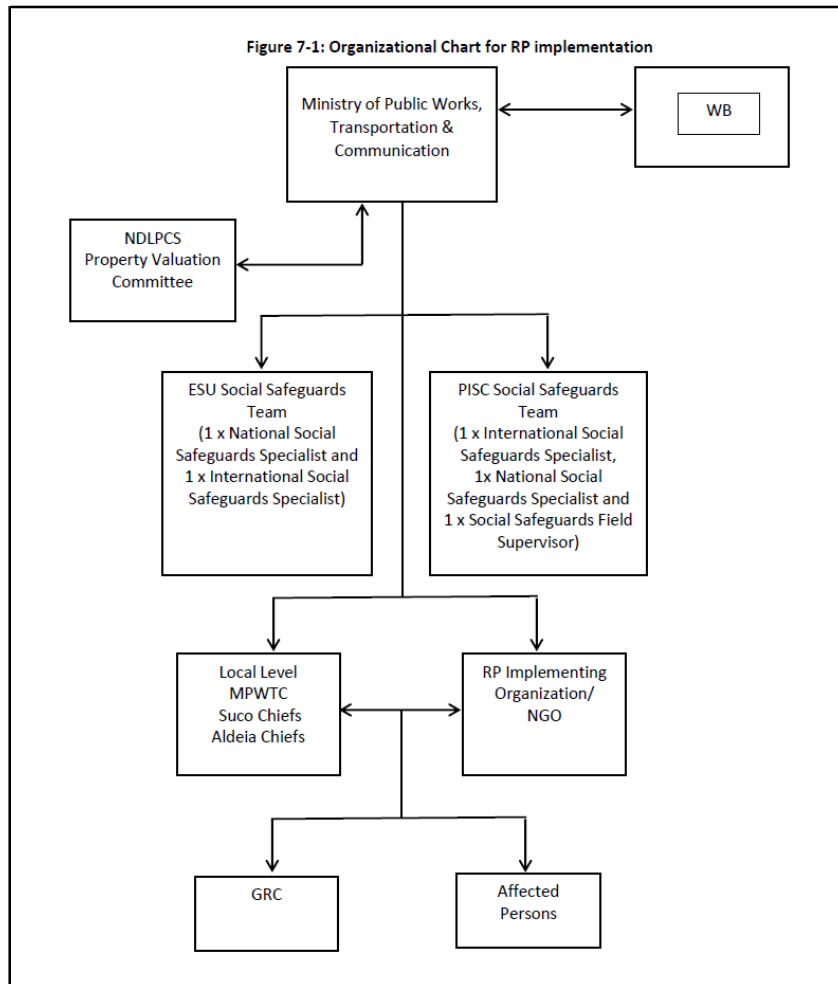 Figure 7-1: Organizational Chart for RP implementation
Ministry of Public Works,
Transportation &
Communication
WB
NDLPCS
Property Valuation
Committee
ESU Social Safeguards
Team
(1 x National Social
Safeguards Specialist and
1 x International Social
Safeguards Specialist)
PISC Social Safeguards
Team
(1 x International Social
Safeguards Specialist,
1x National Social
Safeguards Specialist and
1 x Social Safeguards Field
Supervisor)
Local Level
MPWTC
Suco Chiefs
Aldeia Chiefs
RP Implementing
Organization/
NGO
GRC
Affected
Persons